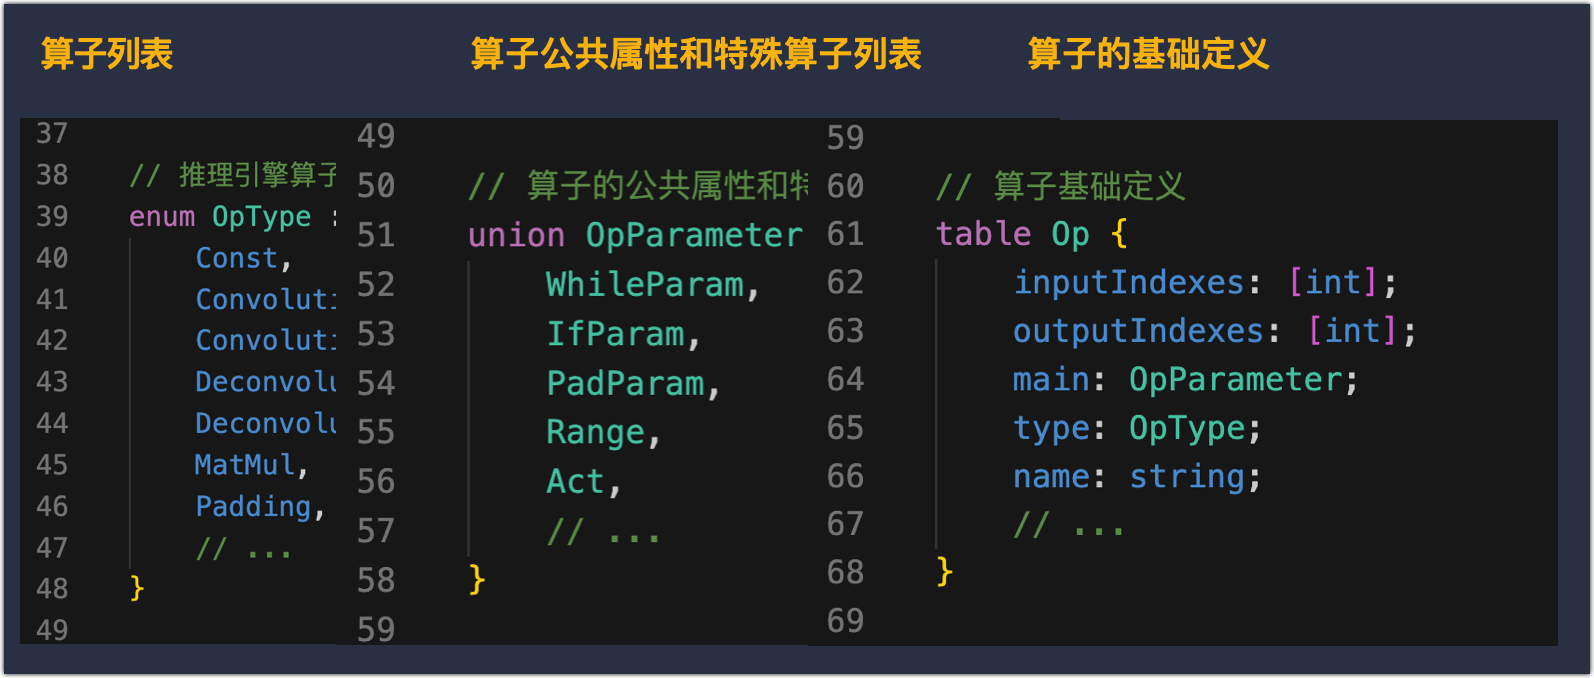 算子列表
算子公共属性和特殊算子列表
算子的基础定义
37
38 // 推理引擎算子
39 enum OpType :
40 Const,
41 Convoluti
42 Convoluti
43 Deconvolu
44 Deconvolu
45 MatMul,
46 Padding,
47 // ...
48 }
49
49
50 // 算子的公共属性和
51 union OpParameter
52 WhileParam,
53 IfParam,
54 PadParam,
55 Range,
56 Act,
57 // ...
58 }
59
59
60 // 算子基础定义
61 table Op {
62 inputIndexes: [int];
63 outputIndexes: [int];
64 main: OpParameter;
65 type: OpType;
66 name: string;
67 // ...
68 }
69